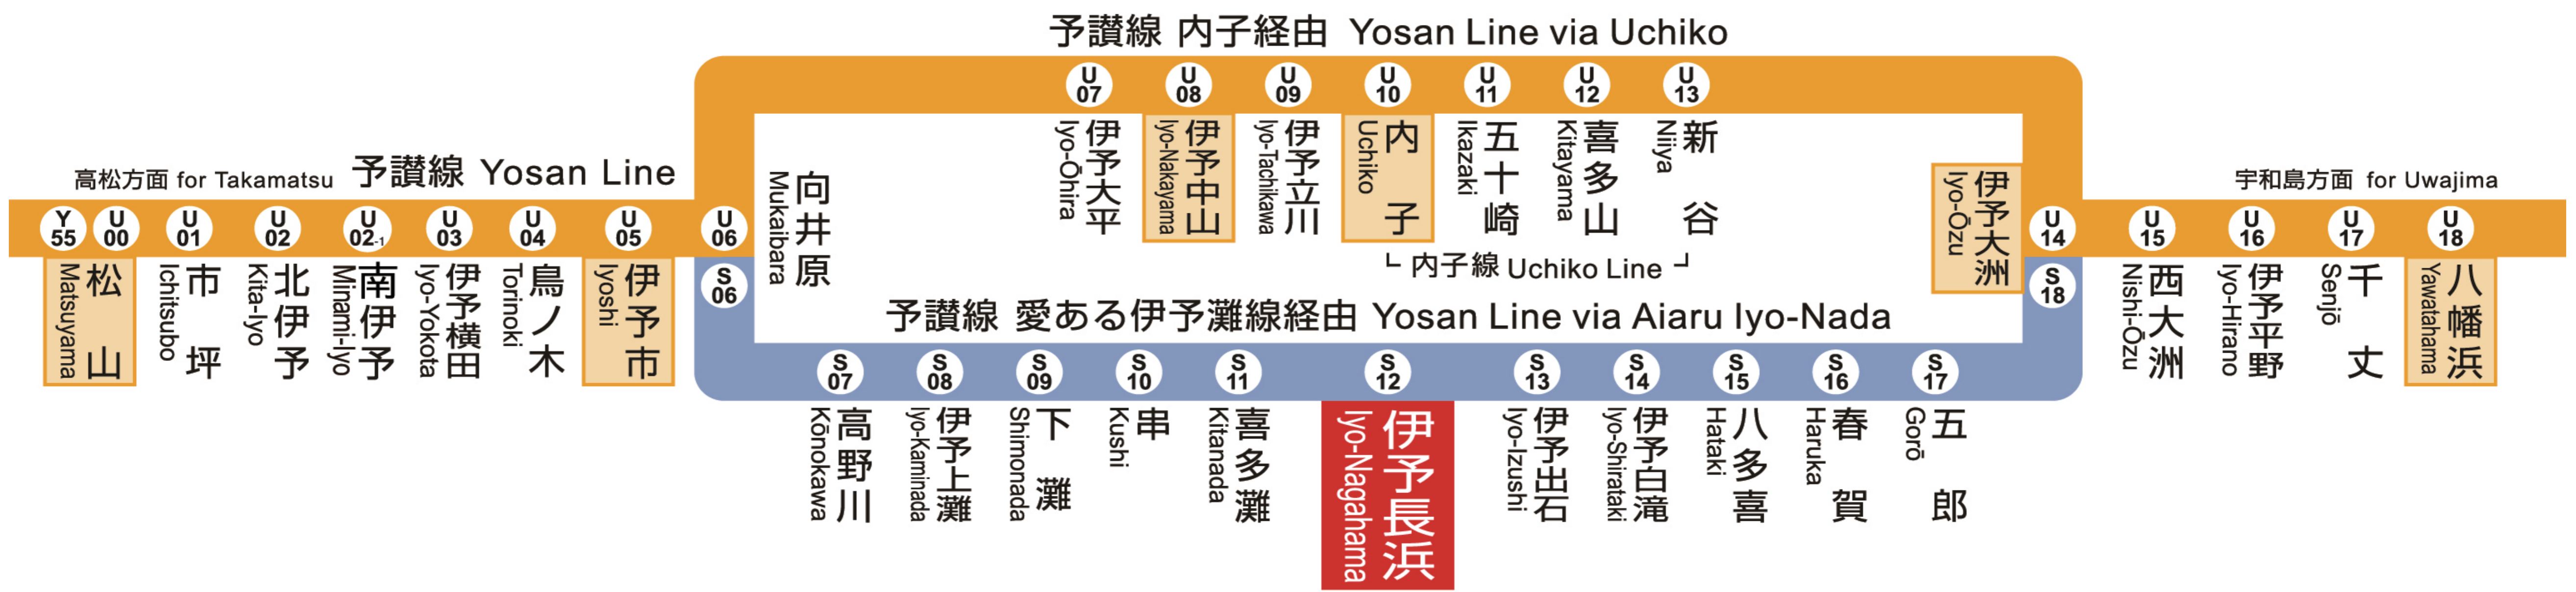 予讃線 内子経由 Yosan Line via Uchiko
U 07
伊予大平 Iyo-Ōhira
U 08
伊予中山 Iyo-Nakayama
U 09
伊予立川 Iyo-Tachikawa
U 10
内子 Uchiko
U 11
五十崎 Ikazaki
U 12
喜多山 Kitayama
U 13
新谷 Niiya
└ 内子線 Uchiko Line ┘
高松方面 for Takamatsu 予讃線 Yosan Line
Y 55
U 00
松山 Matsuyama
U 01
市坪 Ichitsubo
U 02
北伊予 Kita-Iyo
U 02-1
南伊予 Minami-Iyo
U 03
伊予横田 Iyo-Yokota
U 04
鳥ノ木 Torinoki
U 05
伊予市 Iyoshi
U 06
S 06
向井原 Mukaibara
予讃線 愛ある伊予灘線経由 Yosan Line via Aiaru Iyo-Nada
S 07
高野川 Kōnokawa
S 08
伊予上灘 Iyo-Kaminada
S 09
下灘 Shimonada
S 10
串 Kushi
S 11
喜多灘 Kitanada
S 12
伊予長浜 Iyo-Nagahama
S 13
伊予出石 Iyo-Izushi
S 14
伊予白滝 Iyo-Shirataki
S 15
八多喜 Hataki
S 16
春賀 Haruka
S 17
五郎 Gorō
伊予大洲 Iyo-Ōzu
U 14
S 18
宇和島方面 for Uwajima
U 15
西大洲 Nishi-Ōzu
U 16
伊予平野 Iyo-Hirano
U 17
千丈 Senjō
U 18
八幡浜 Yawatahama